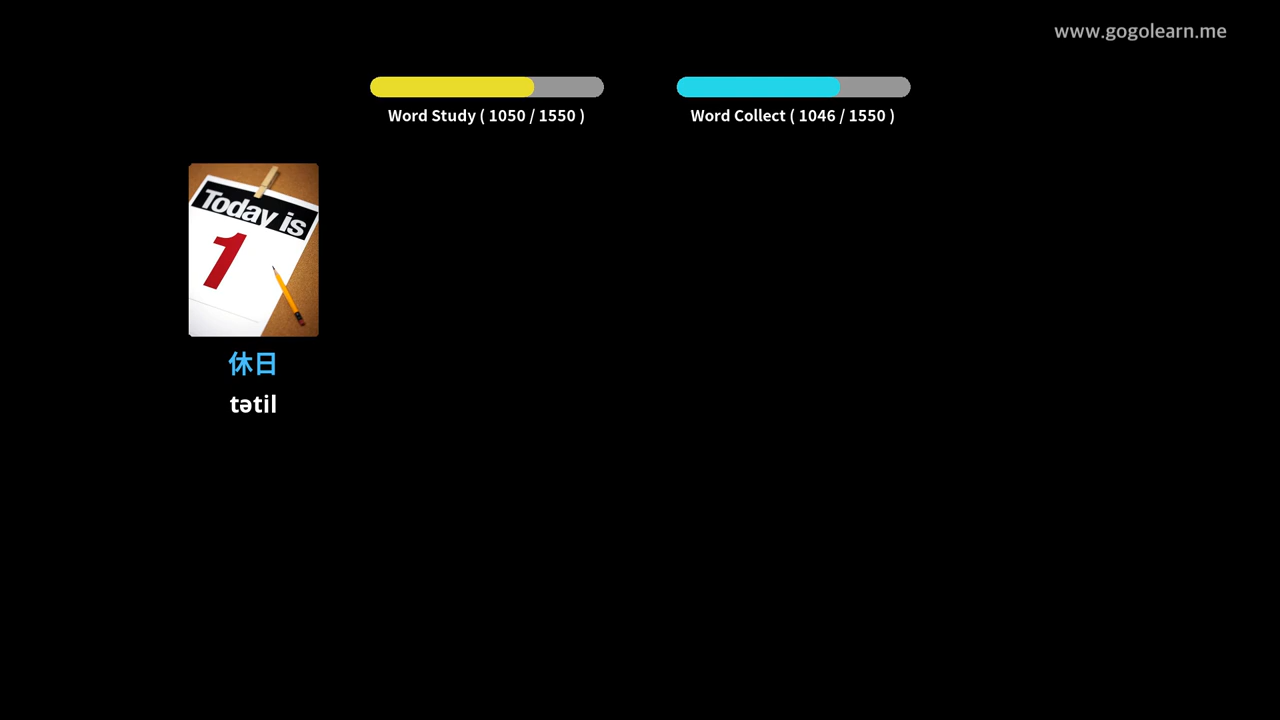 www.gogolearn.me
Word Study ( 1050 / 1550 )
Word Collect ( 1046 / 1550 )
Today is
1
休日
tətil